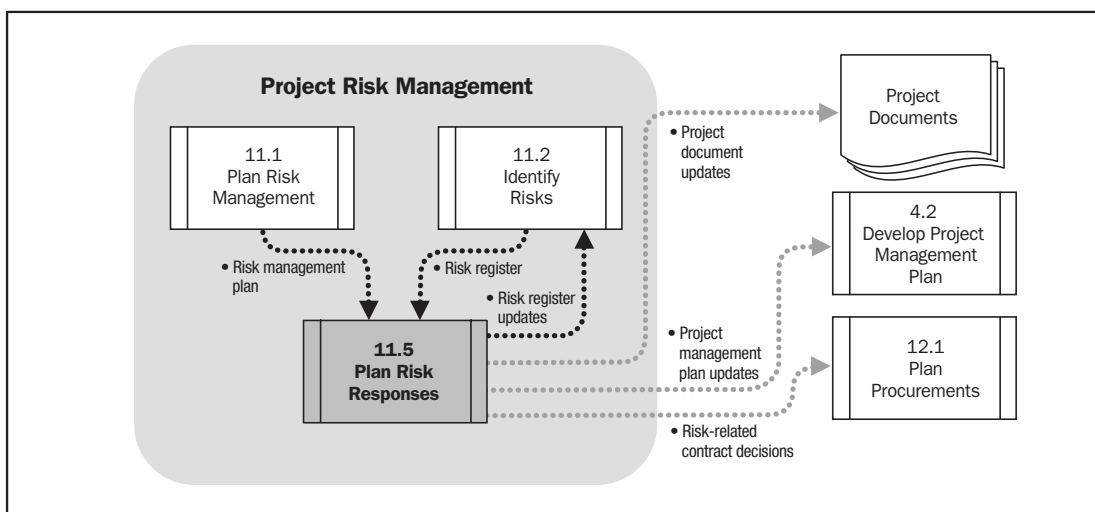 Project Risk Management
11.1
Plan Risk
Management
11.2
Identify
Risks
• Risk management
plan
• Risk register
• Risk register
updates
11.5
Plan Risk
Responses
• Project
document
updates
• Project
management
plan updates
• Risk-related
contract decisions
Project
Documents
4.2
Develop Project
Management
Plan
12.1
Plan
Procurements